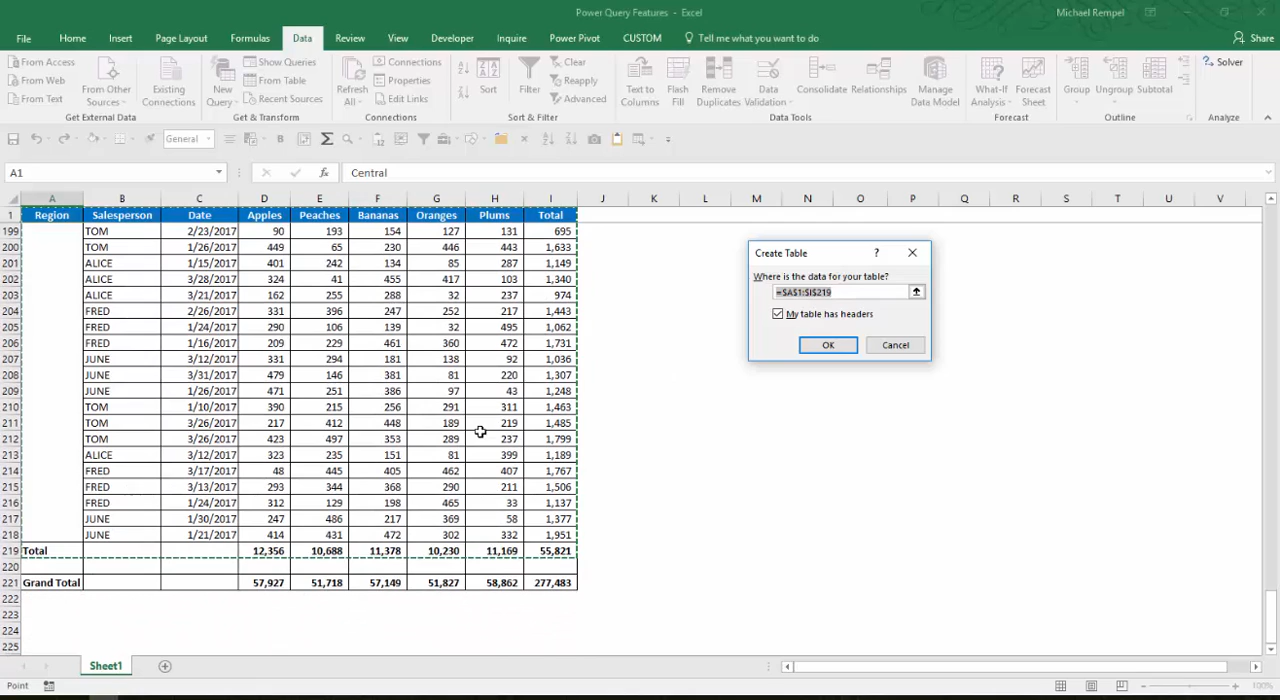 Power Query Features - Excel
Michael Rempel
File Home Insert Page Layout Formulas Data Review View Developer Inquire Power Pivot CUSTOM Tell me what you want to do Share
From Access
From Web
From Text
From Other Sources
Existing Connections
Get External Data
New Query
Show Queries
From Table
Recent Sources
Get & Transform
Refresh All
Connections
Properties
Edit Links
Connections
Sort
Filter
Clear
Reapply
Advanced
Sort & Filter
Text to Columns
Flash Fill
Remove Duplicates
Data Validation
Consolidate
Relationships
Manage Data Model
Data Tools
What-If Analysis
Forecast Sheet
Forecast
Group
Ungroup
Subtotal
Outline
Solver
Analyze
General
A1 fx Central
A B C D E F G H I J K L M N O P Q R S T U V
1 Region Salesperson Date Apples Peaches Bananas Oranges Plums Total
199 TOM 2/23/2017 90 193 154 127 131 695
200 TOM 1/26/2017 449 65 230 446 443 1,633
201 ALICE 1/15/2017 401 242 134 85 287 1,149
202 ALICE 3/28/2017 324 41 455 417 103 1,340
203 ALICE 3/21/2017 162 255 288 32 237 974
204 FRED 2/26/2017 331 396 247 252 217 1,443
205 FRED 1/24/2017 290 106 139 32 495 1,062
206 FRED 1/16/2017 209 229 461 360 472 1,731
207 JUNE 3/12/2017 331 294 181 138 92 1,036
208 JUNE 3/31/2017 479 146 381 81 220 1,307
209 JUNE 1/26/2017 471 251 386 97 43 1,248
210 TOM 1/10/2017 390 215 256 291 311 1,463
211 TOM 3/26/2017 217 412 448 189 219 1,485
212 TOM 3/26/2017 423 497 353 289 237 1,799
213 ALICE 3/12/2017 323 235 151 81 399 1,189
214 FRED 3/17/2017 48 445 405 462 407 1,767
215 FRED 3/13/2017 293 344 368 290 211 1,506
216 FRED 1/24/2017 312 129 198 465 33 1,137
217 JUNE 1/30/2017 247 486 217 369 58 1,377
218 JUNE 1/21/2017 414 431 472 302 332 1,951
219 Total 12,356 10,688 11,378 10,230 11,169 55,821
220
221 Grand Total 57,927 51,718 57,149 51,827 58,862 277,483
222
223
224
225
Create Table ?
Where is the data for your table?
=$A$1:$I$219
My table has headers
OK Cancel
Sheet1
Point
100%